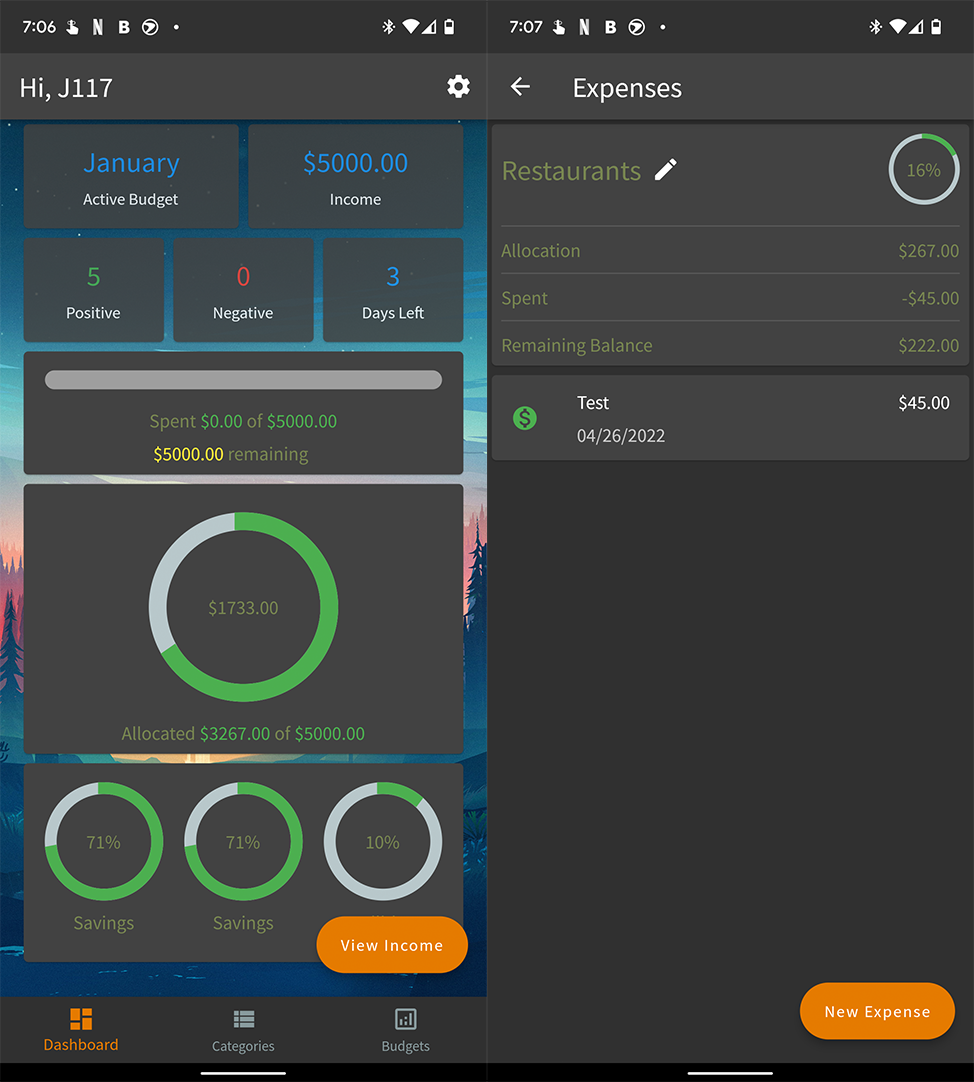 7:06
Hi, J117
January
Active Budget
$5000.00
Income
5
Positive
0
Negative
3
Days Left
Spent $0.00 of $5000.00
$5000.00 remaining
$1733.00
Allocated $3267.00 of $5000.00
71%
Savings
71%
Savings
10%
View Income
Dashboard
Categories
Budgets
7:07
Expenses
Restaurants
16%
Allocation
$267.00
Spent
-$45.00
Remaining Balance
$222.00
Test
$45.00
04/26/2022
New Expense